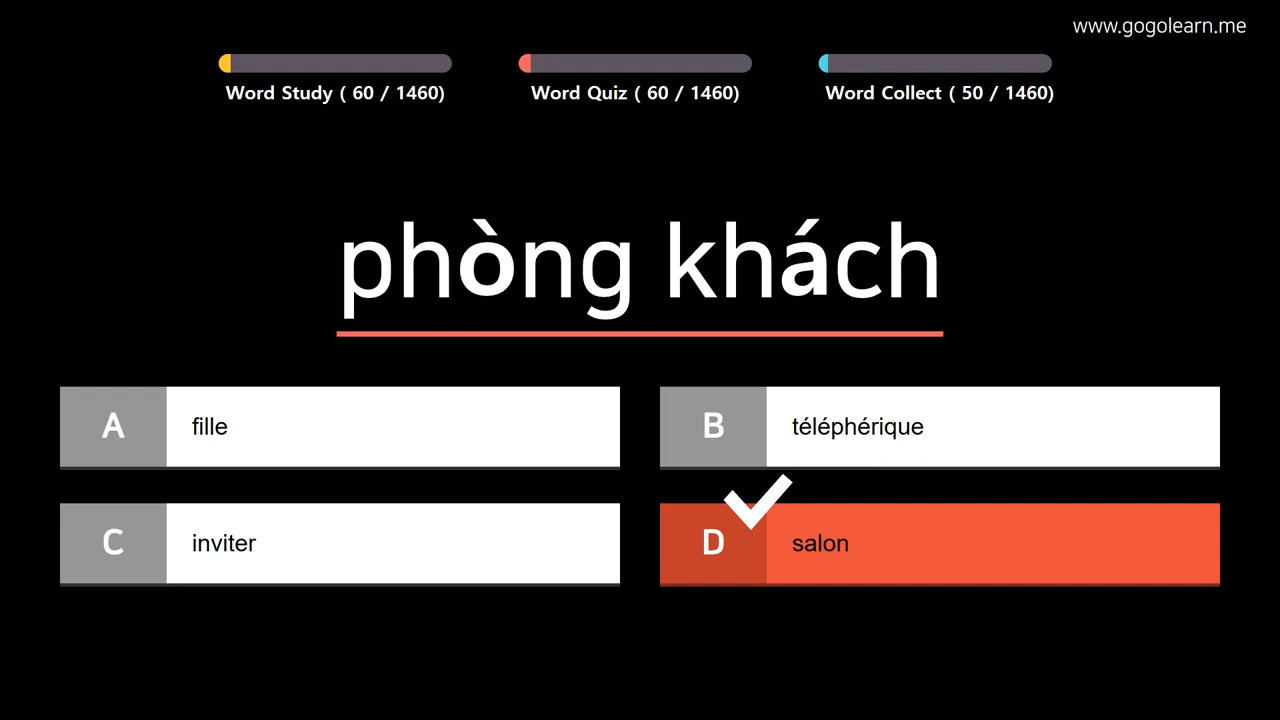 www.gogolearn.me
Word Study ( 60 / 1460)
Word Quiz ( 60 / 1460)
Word Collect ( 50 / 1460)
phòng khách
A fille
B téléphérique
C inviter
D salon